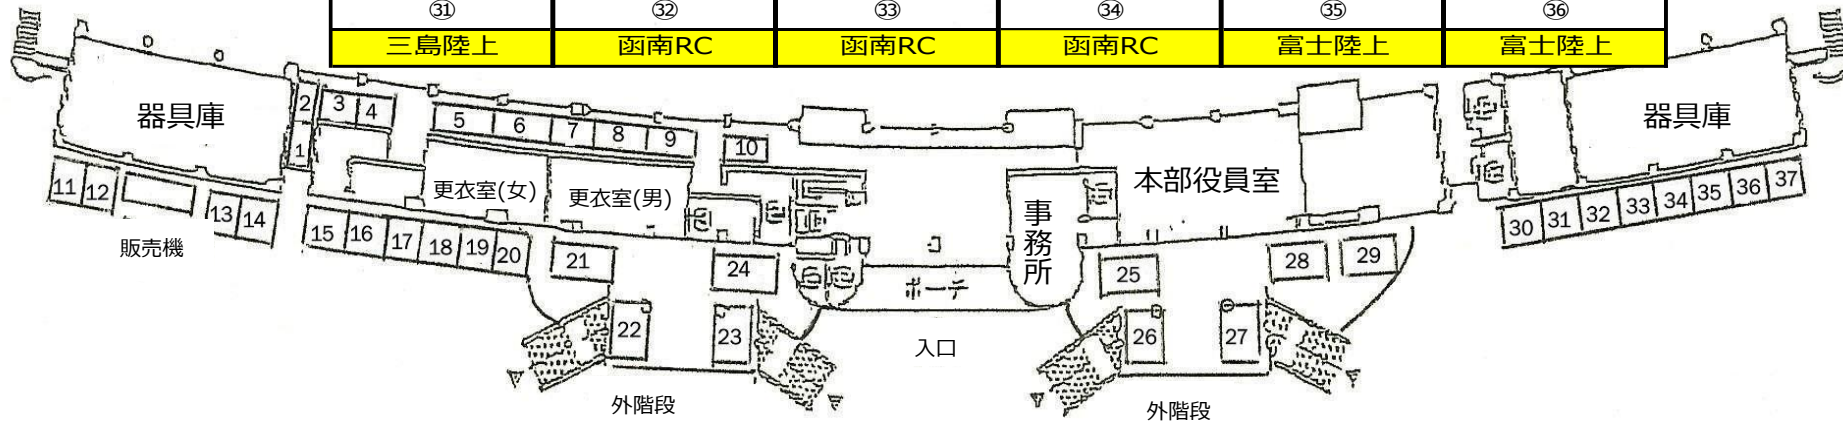 ㉛ ㉜ ㉝ ㉞ ㉟ ㊱
三島陸上 函南RC 函南RC 函南RC 富士陸上 富士陸上
器具庫
器具庫
2 3 4
1
5 6 7 8 9
10
更衣室(女) 更衣室(男)
本部役員室
事務所
11 12
13 14
販売機
15 16 17 18 19 20
21 24
22 23
25 28 29
26 27
30 31 32 33 34 35 36 37
ポーチ
入口
外階段
外階段